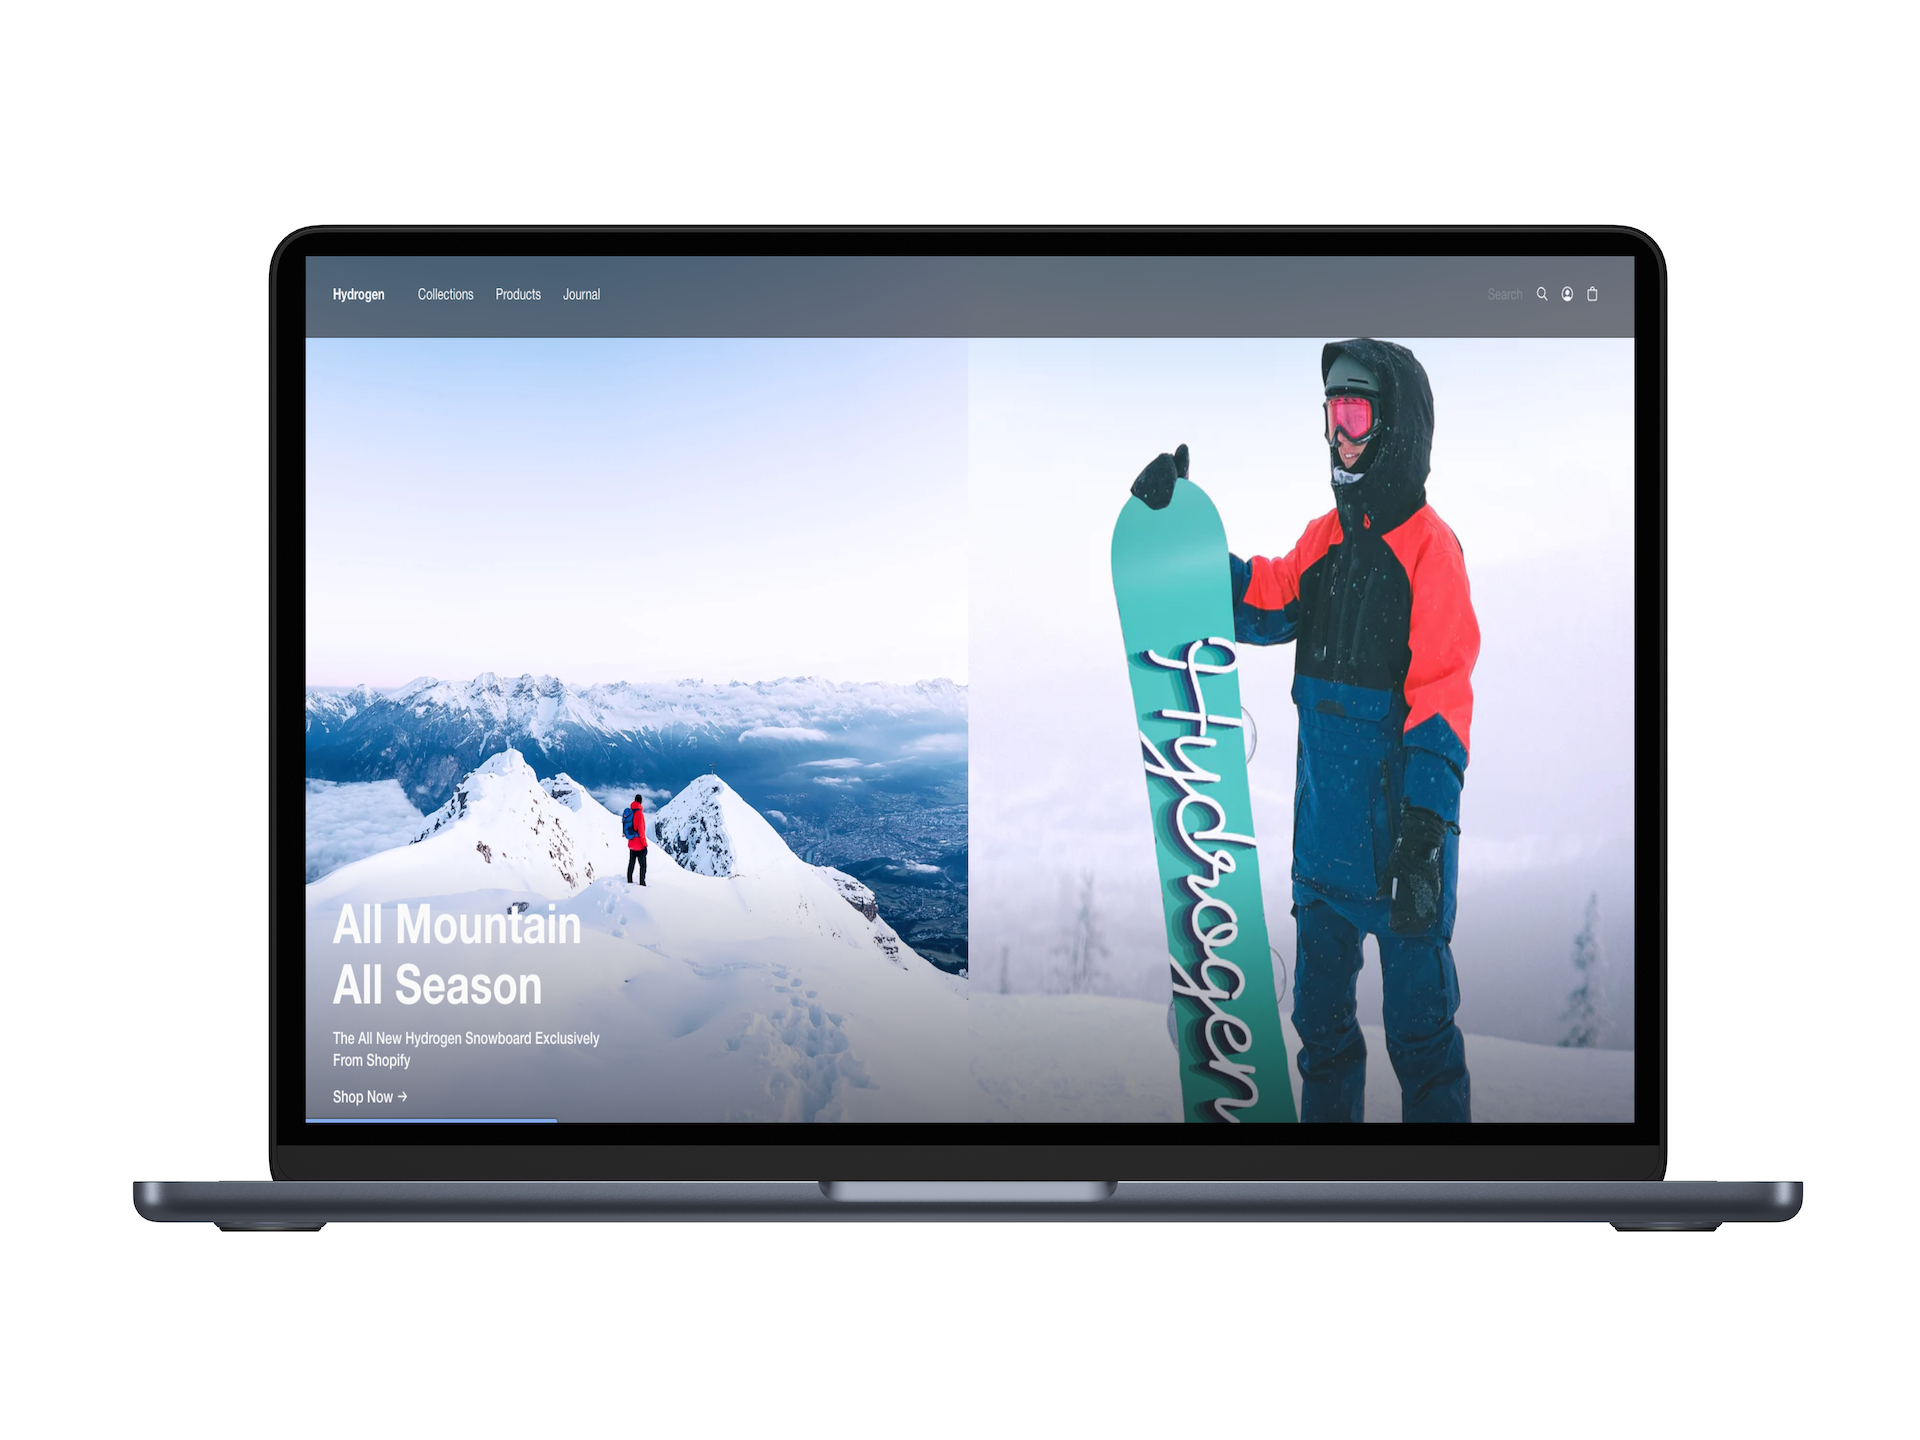 Hydrogen Collections Products Journal Search
Hydrogen
All Mountain
All Season
The All New Hydrogen Snowboard Exclusively
From Shopify
Shop Now →